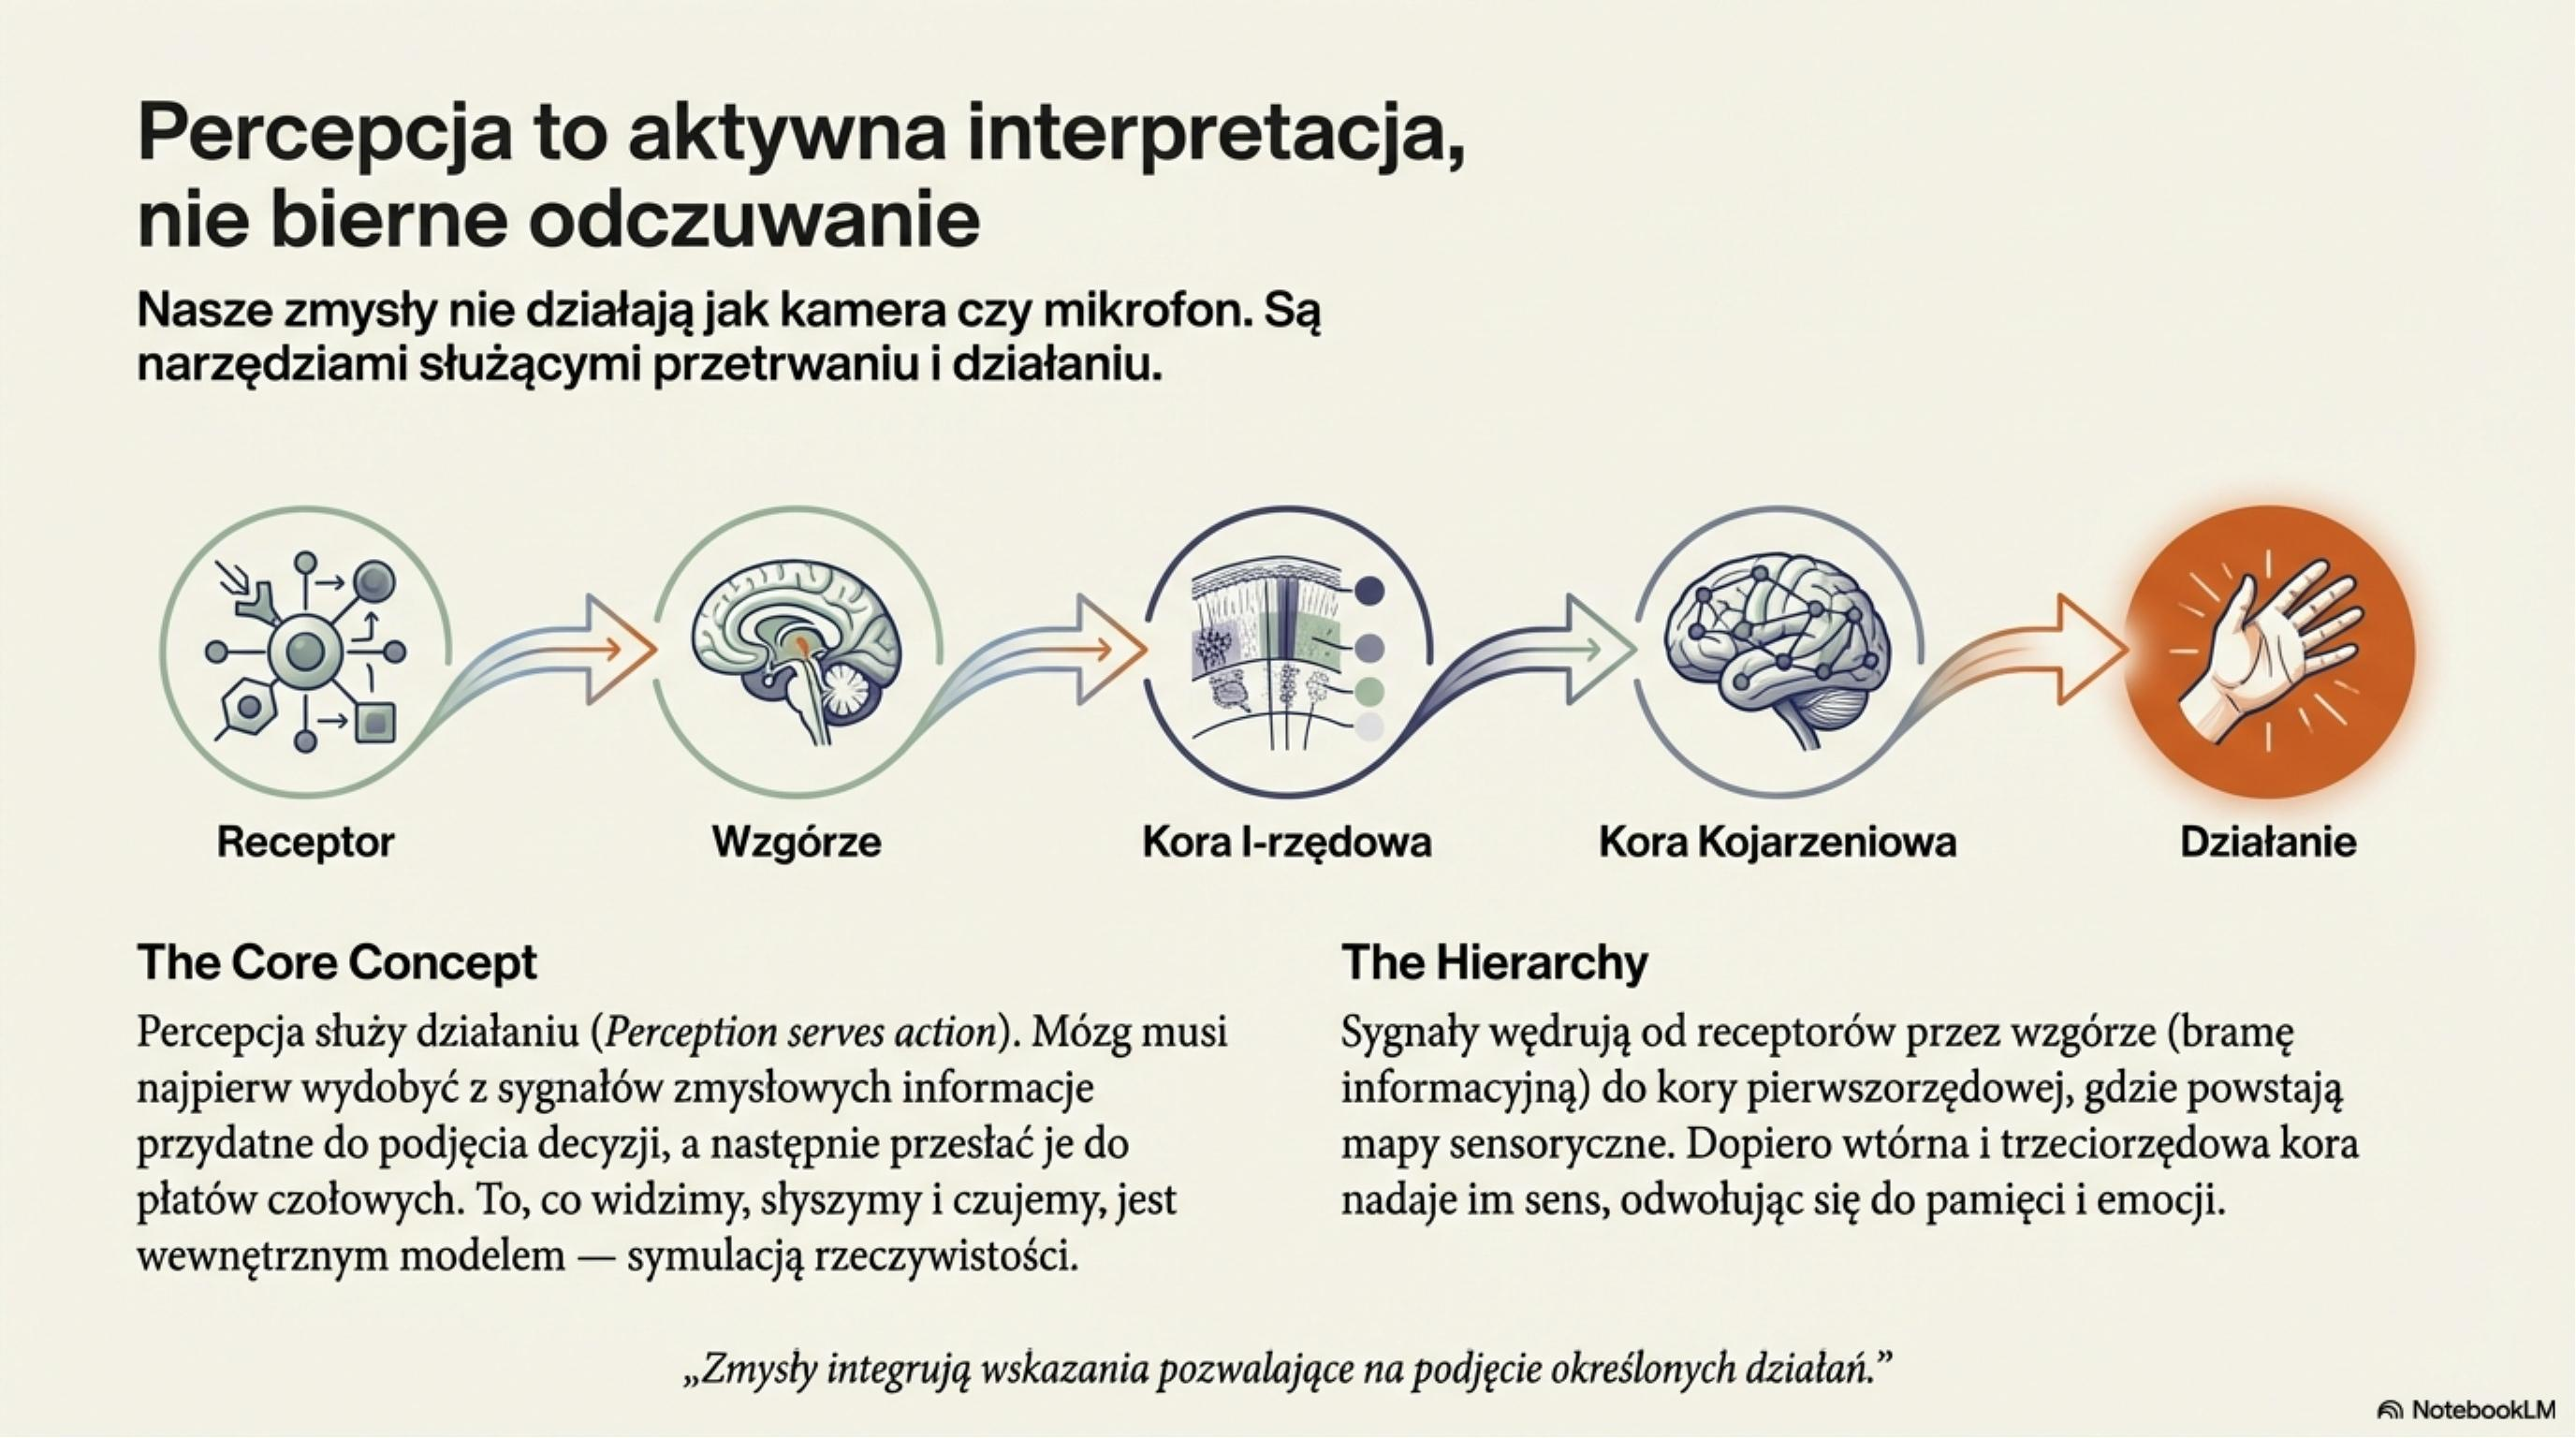 Percepcja to aktywna interpretacja,
nie bierne odczuwanie
Nasze zmysły nie działają jak kamera czy mikrofon. Są
narzędziami służącymi przetrwaniu i działaniu.
Receptor
Wzgórze
Kora I-rzędowa
Kora Kojarzeniowa
Działanie
The Core Concept
Percepcja służy działaniu (Perception serves action). Mózg musi
najpierw wydobyć z sygnałów zmysłowych informacje
przydatne do podjęcia decyzji, a następnie przesłać je do
płatów czołowych. To, co widzimy, słyszymy i czujemy, jest
wewnętrznym modelem — symulacją rzeczywistości.
The Hierarchy
Sygnały wędrują od receptorów przez wzgórze (bramę
informacyjną) do kory pierwszorzędowej, gdzie powstają
mapy sensoryczne. Dopiero wtórna i trzeciorzędowa kora
nadaje im sens, odwołując się do pamięci i emocji.
„Zmysły integrują wskazania pozwalające na podjęcie określonych działań.”
NotebookLM